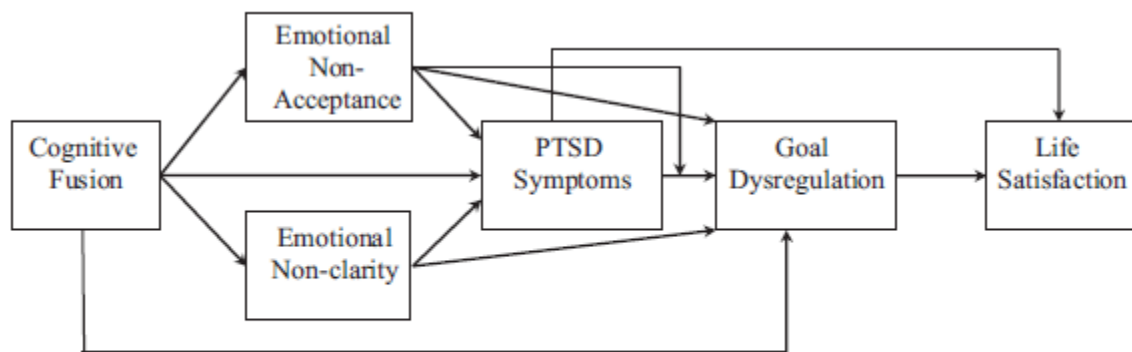 Emotional
Non-
Acceptance
Cognitive
Fusion
PTSD
Symptoms
Goal
Dysregulation
Life
Satisfaction
Emotional
Non-clarity